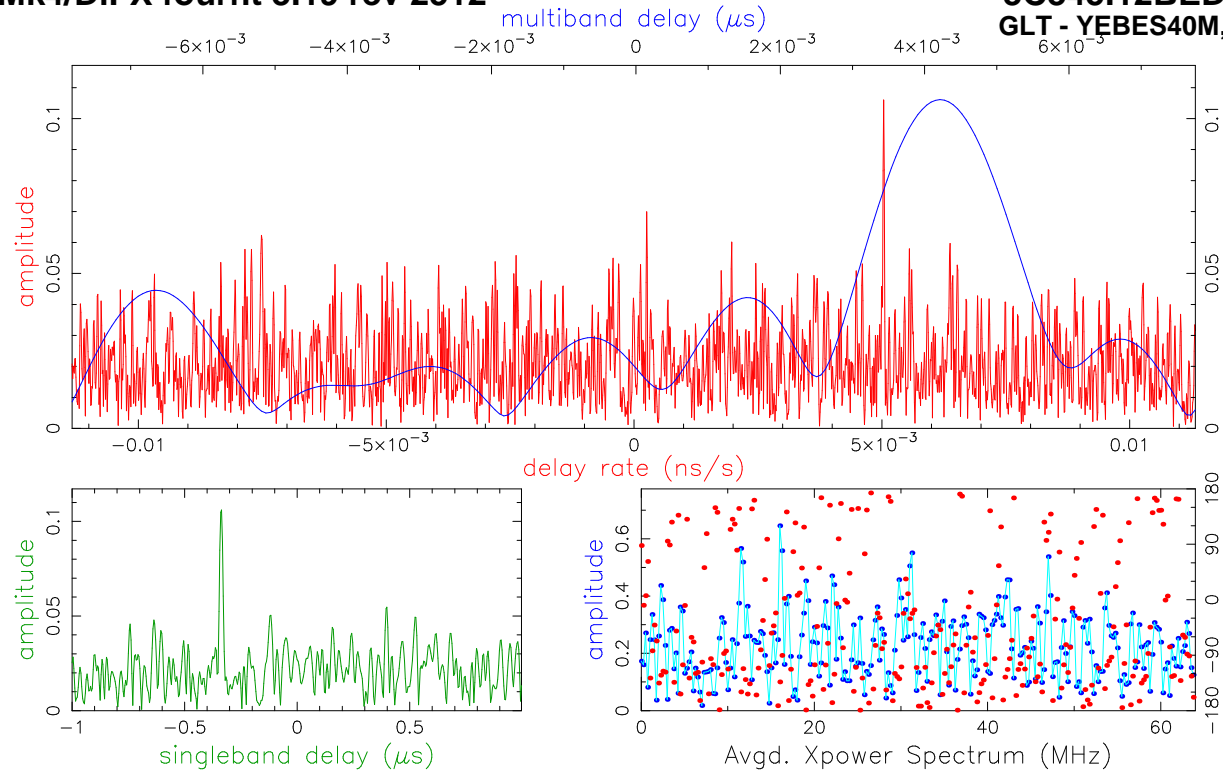 multiband delay (μs)
GLT - YEBES40M,
−6×10⁻³ −4×10⁻³ −2×10⁻³ 0 2×10⁻³ 4×10⁻³ 6×10⁻³
amplitude
0 0.05 0.1
0 0.05 0.1
−0.01 −5×10⁻³ 0 5×10⁻³ 0.01
delay rate (ns/s)
amplitude
0 0.05 0.1
−1 −0.5 0 0.5
singleband delay (μs)
amplitude
0 0.2 0.4 0.6
−180 −90 0 90 180
0 20 40 60
Avgd. Xpower Spectrum (MHz)